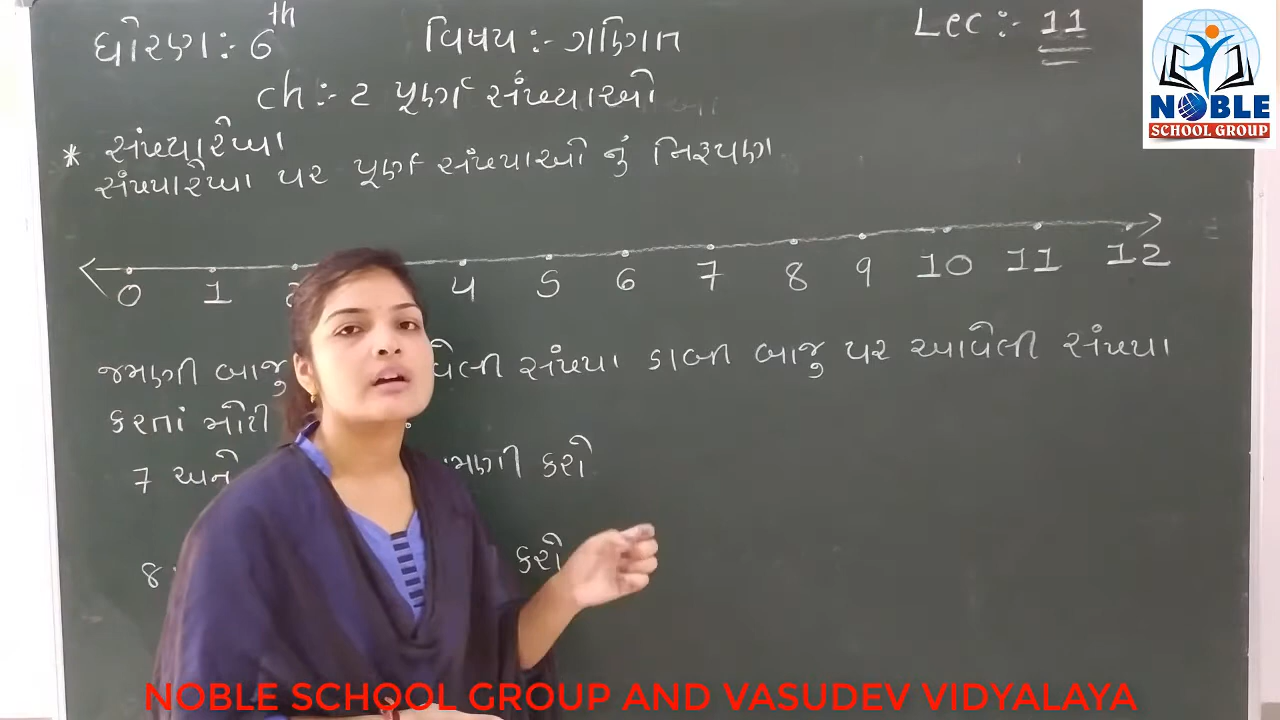 ધોરણ :- 6th વિષય :- ગણિત Lec :- 11
ch :- 2 પૂર્ણ સંખ્યાઓ
* સંખ્યારેખા
સંખ્યારેખા પર પૂર્ણ સંખ્યાઓ નું નિરૂપણ
0 1 4 5 6 7 8 9 10 11 12
જમણી બાજુ સંખ્યા ડાબી બાજુ પર આવેલી સંખ્યા
કરતાં મોટી
7 અને કરો
8 કરો
NOBLE
SCHOOL GROUP
NOBLE SCHOOL GROUP AND VASUDEV VIDYALAYA